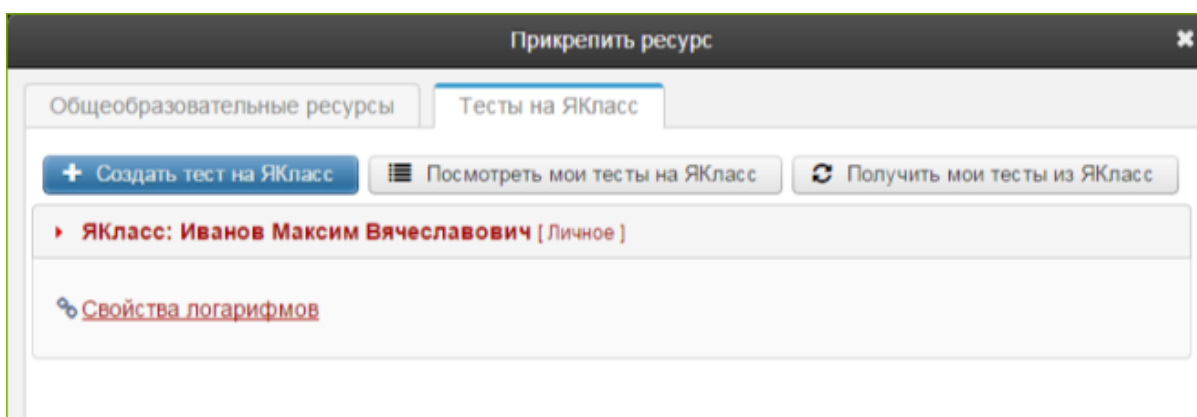 Прикрепить ресурс
Общеобразовательные ресурсы Тесты на ЯКласс
Создать тест на ЯКласс Посмотреть мои тесты на ЯКласс Получить мои тесты из ЯКласс
ЯКласс: Иванов Максим Вячеславович [ Личное ]
Свойства логарифмов